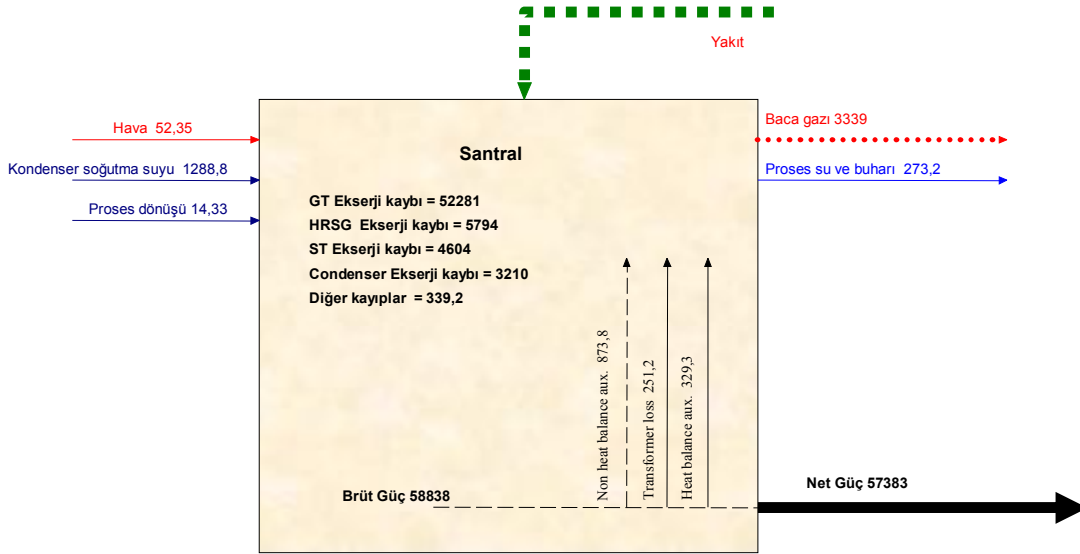 Yakıt
Hava 52,35
Kondenser soğutma suyu 1288,8
Proses dönüşü 14,33
Baca gazı 3339
Proses su ve buharı 273,2
Santral
GT Ekserji kaybı = 52281
HRSG Ekserji kaybı = 5794
ST Ekserji kaybı = 4604
Condenser Ekserji kaybı = 3210
Diğer kayıplar = 339,2
Non heat balance aux. 873,8
Transformer loss 251,2
Heat balance aux. 329,3
Brüt Güç 58838
Net Güç 57383